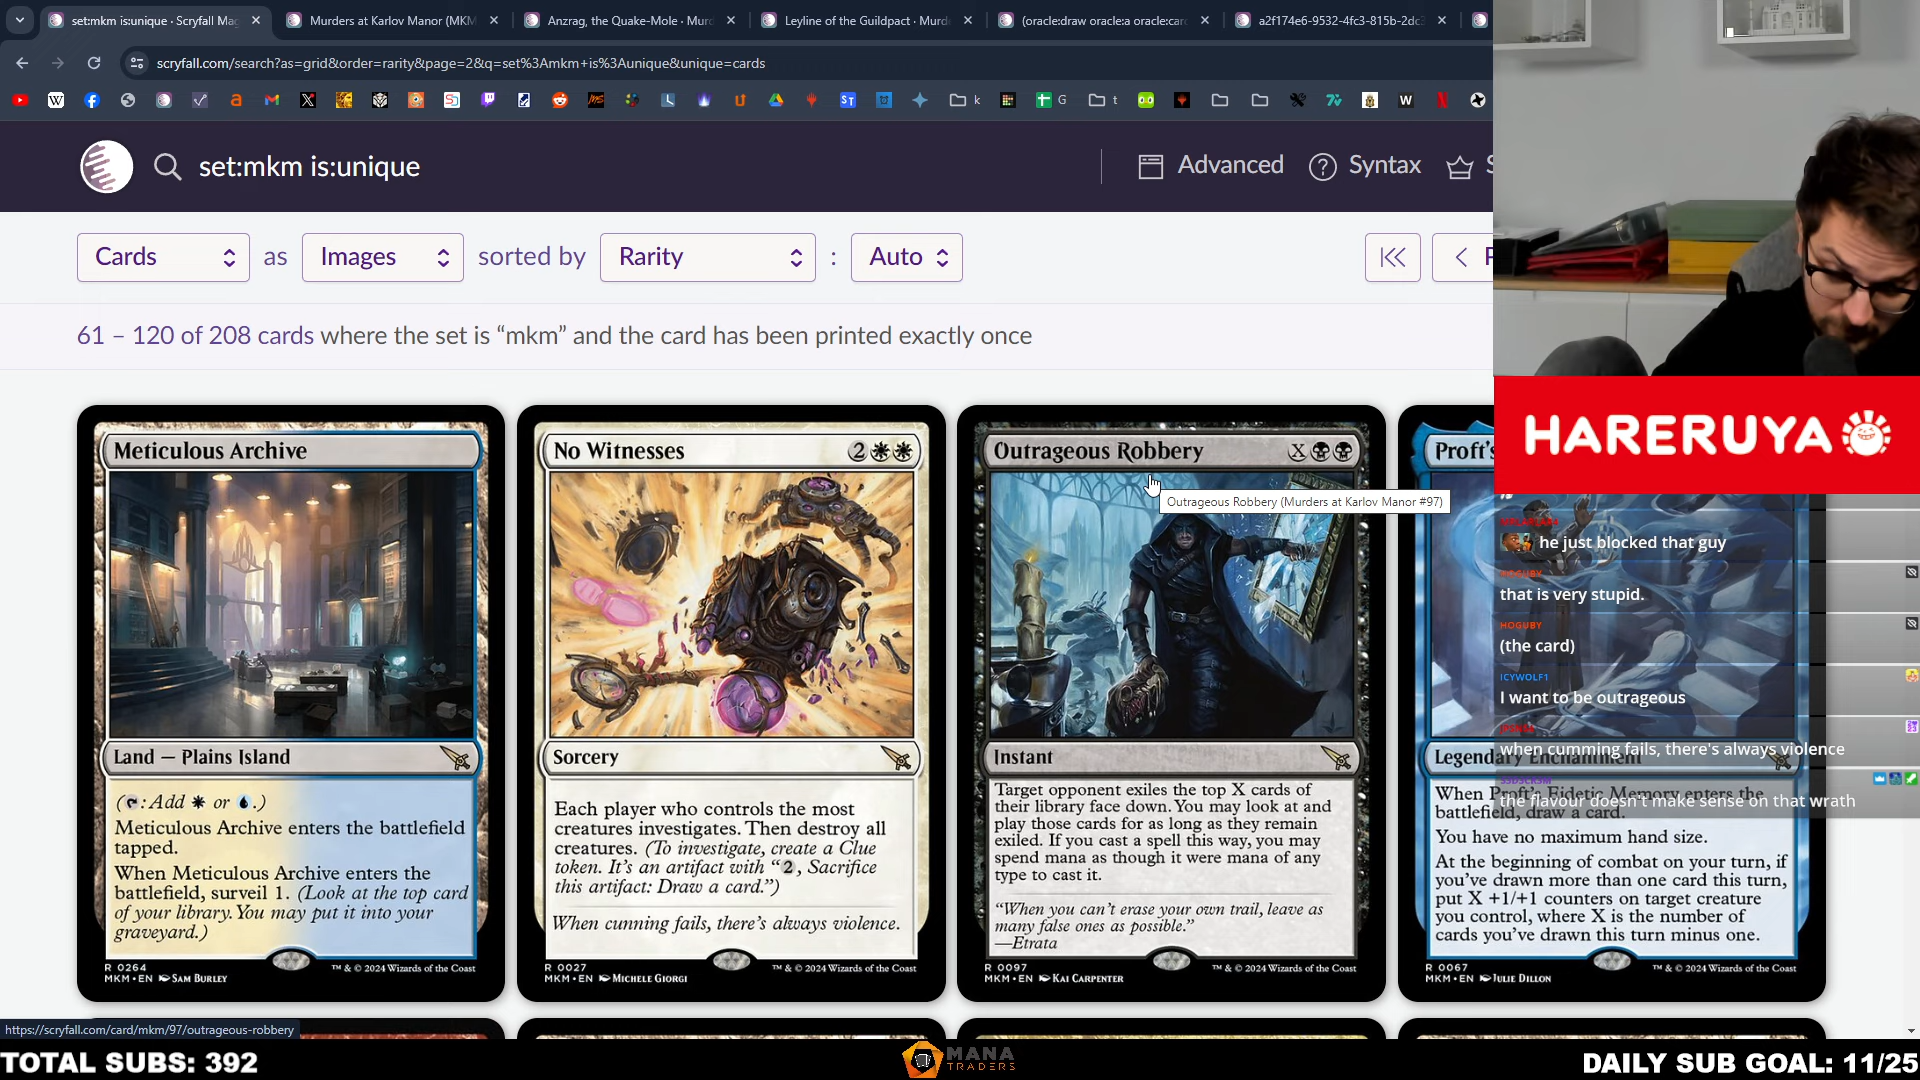 set:mkm is:unique · Scryfall Mag
Murders at Karlov Manor (MKM
Anzrag, the Quake-Mole · Murd
Leyline of the Guildpact · Murd
(oracle:draw oracle:a oracle:car
a2f174e6-9532-4fc3-815b-2dc3
scryfall.com/search?as=grid&order=rarity&page=2&q=set%3Amkm+is%3Aunique&unique=cards
k
G
t
set:mkm is:unique
Advanced
Syntax
S
Cards
as
Images
sorted by
Rarity
:
Auto
61 – 120 of 208 cards where the set is “mkm” and the card has been printed exactly once
HARERUYA
Meticulous Archive
Land — Plains Island
( : Add or .)
Meticulous Archive enters the battlefield
tapped.
When Meticulous Archive enters the
battlefield, surveil 1. (Look at the top card
of your library. You may put it into your
graveyard.)
R 0264
MKM • EN SAM BURLEY
™ & © 2024 Wizards of the Coast
No Witnesses
2
Sorcery
Each player who controls the most
creatures investigates. Then destroy all
creatures. (To investigate, create a Clue
token. It’s an artifact with “2, Sacrifice
this artifact: Draw a card.”)
When cunning fails, there’s always violence.
R 0027
MKM • EN MICHELE GIORGI
™ & © 2024 Wizards of the Coast
Outrageous Robbery
X
Outrageous Robbery (Murders at Karlov Manor #97)
Instant
Target opponent exiles the top X cards of
their library face down. You may look at and
play those cards for as long as they remain
exiled. If you cast a spell this way, you may
spend mana as though it were mana of any
type to cast it.
“When you can’t erase your own trail, leave as
many false ones as possible.”
—Etrata
R 0097
MKM • EN KAI CARPENTER
™ & © 2024 Wizards of the Coast
Proft's
Legendary Enchantment
When Proft’s Eidetic Memory enters the
battlefield, draw a card.
You have no maximum hand size.
At the beginning of combat on your turn, if
you’ve drawn more than one card this turn,
put X +1/+1 counters on target creature
you control, where X is the number of
cards you’ve drawn this turn minus one.
R 0067
MKM • EN JULIE DILLON
™ & © 2024 Wizards of the Coast
he just blocked that guy
HOGUBY
that is very stupid.
HOGUBY
(the card)
ICYWOLF1
I want to be outrageous
when cumming fails, there's always violence
the flavour doesn't make sense on that wrath
https://scryfall.com/card/mkm/97/outrageous-robbery
TOTAL SUBS: 392
MANA
TRADERS
DAILY SUB GOAL: 11/25